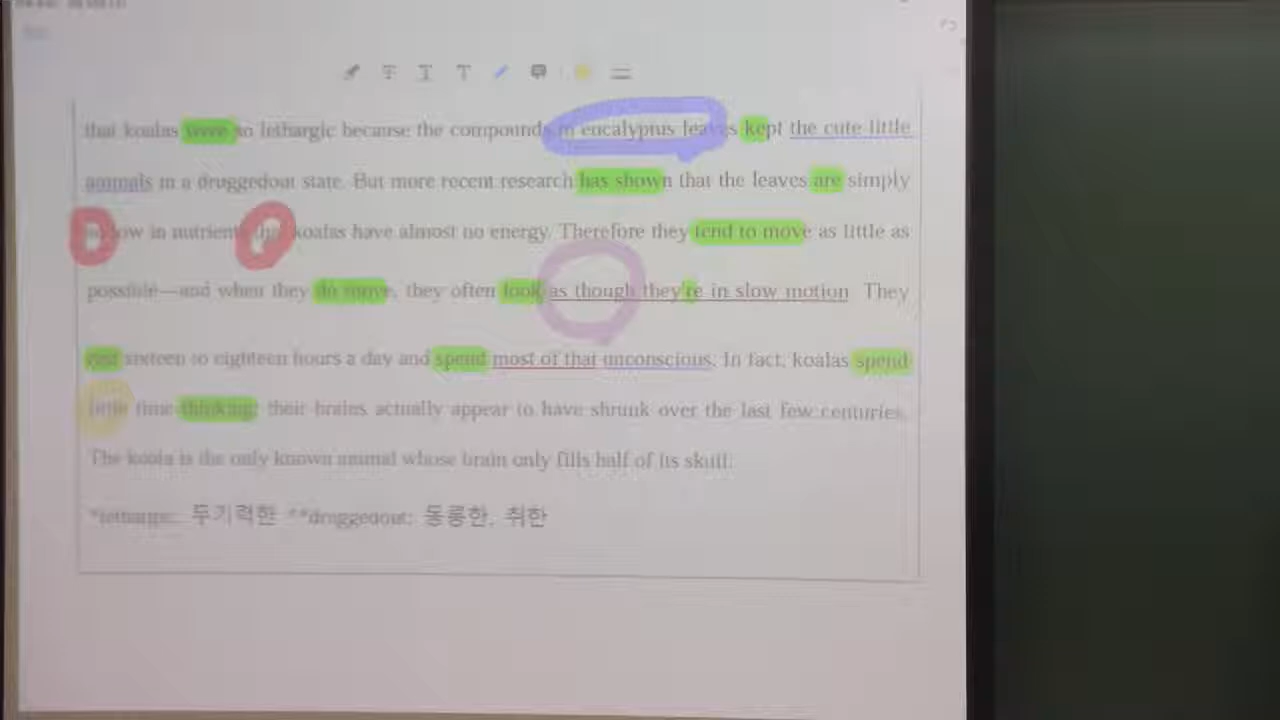 that koalas were so lethargic because the compounds in eucalyptus leaves kept the cute little
animals in a druggedout state. But more recent research has shown that the leaves are simply
so low in nutrients that koalas have almost no energy. Therefore they tend to move as little as
possible—and when they do move, they often look as though they're in slow motion. They
rest sixteen to eighteen hours a day and spend most of that unconscious. In fact, koalas spend
little time thinking; their brains actually appear to have shrunk over the last few centuries.
The koala is the only known animal whose brain only fills half of its skull.
*lethargic: 무기력한 **druggedout: 몽롱한, 취한